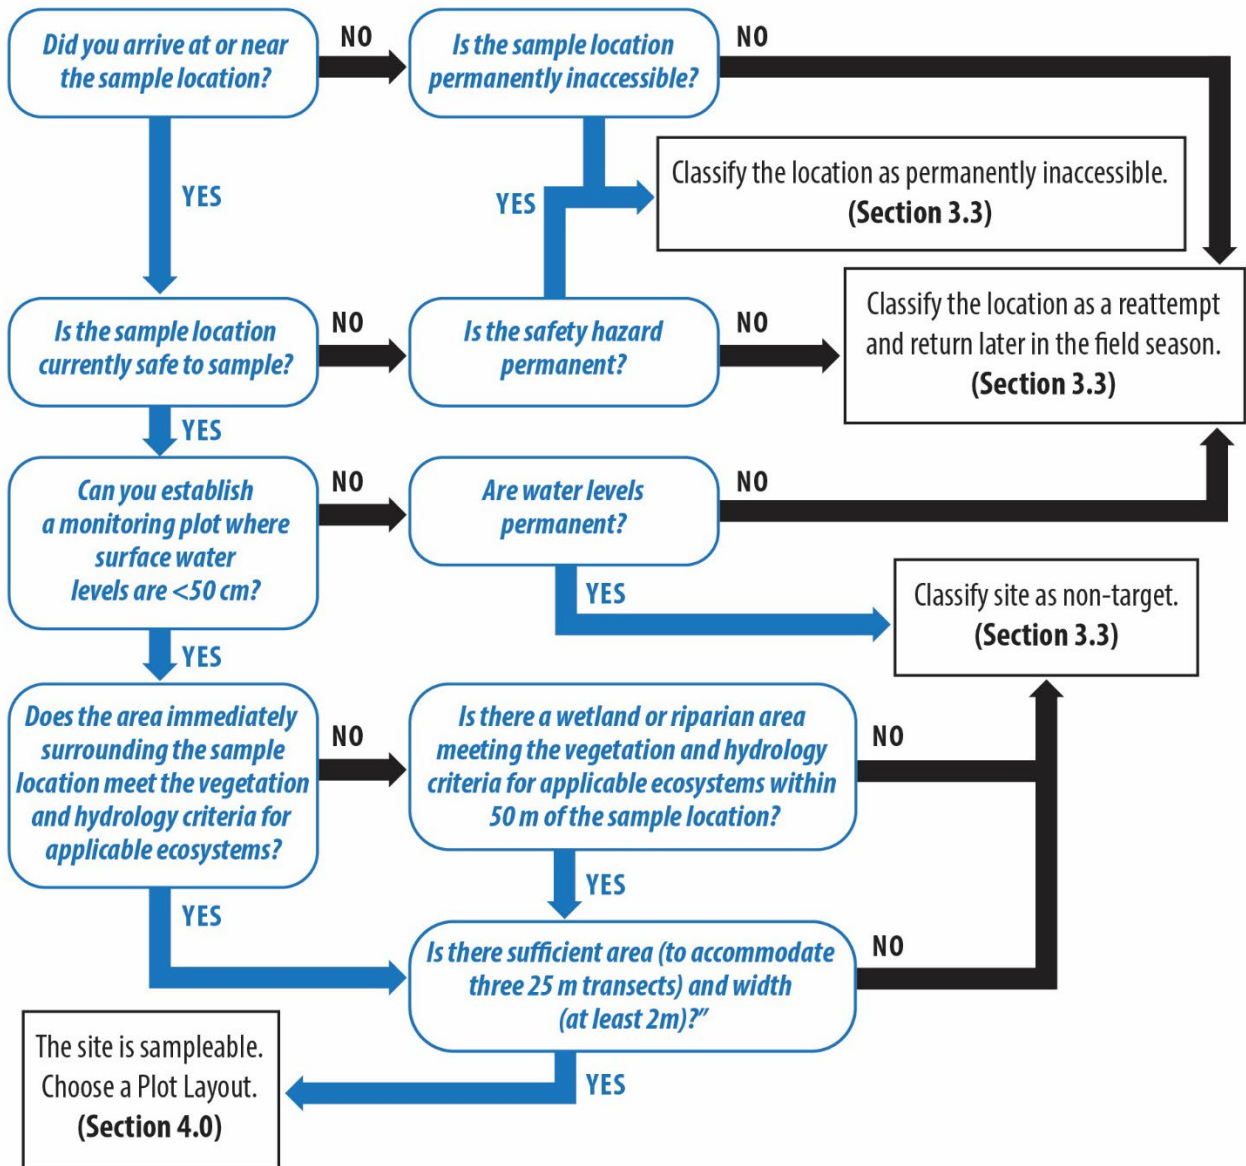 Did you arrive at or near
the sample location?
NO
Is the sample location
permanently inaccessible?
NO
YES
YES
Classify the location as permanently inaccessible.
(Section 3.3)
Is the sample location
currently safe to sample?
NO
Is the safety hazard
permanent?
NO
Classify the location as a reattempt
and return later in the field season.
(Section 3.3)
YES
Can you establish
a monitoring plot where
surface water
levels are <50 cm?
NO
Are water levels
permanent?
NO
YES
Classify site as non-target.
(Section 3.3)
YES
Does the area immediately
surrounding the sample
location meet the vegetation
and hydrology criteria for
applicable ecosystems?
NO
Is there a wetland or riparian area
meeting the vegetation and hydrology
criteria for applicable ecosystems within
50 m of the sample location?
NO
YES
YES
Is there sufficient area (to accommodate
three 25 m transects) and width
(at least 2m)?”
NO
YES
The site is sampleable.
Choose a Plot Layout.
(Section 4.0)